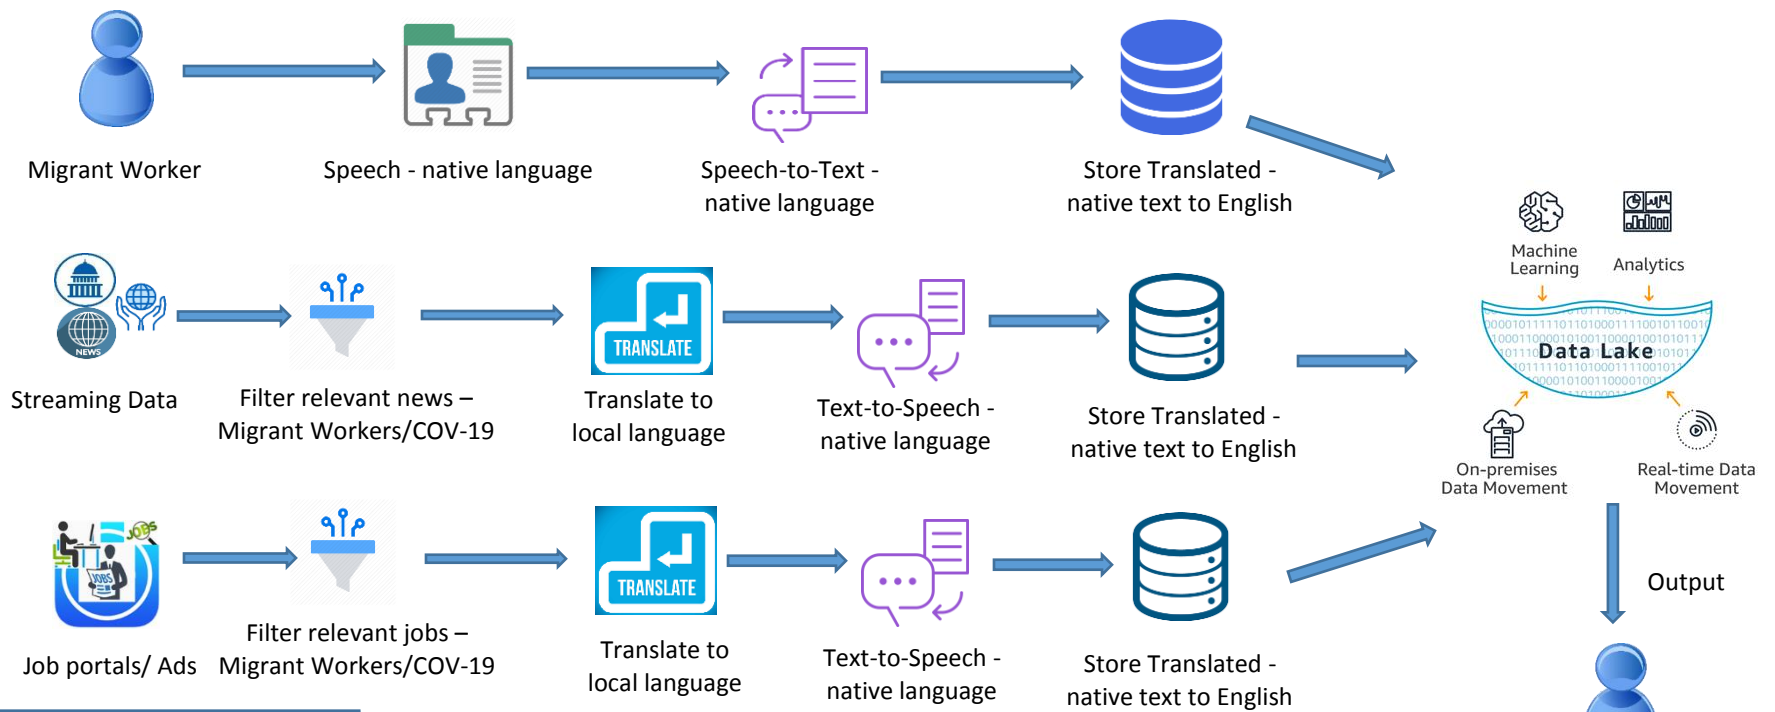 Migrant Worker
Speech - native language
Speech-to-Text -
native language
Store Translated -
native text to English
Machine
Learning
Analytics
Data Lake
On-premises
Data Movement
Real-time Data
Movement
NEWS
Streaming Data
Filter relevant news –
Migrant Workers/COV-19
TRANSLATE
Translate to
local language
Text-to-Speech -
native language
Store Translated -
native text to English
JOBS
JOBS
Job portals/ Ads
Filter relevant jobs –
Migrant Workers/COV-19
TRANSLATE
Translate to
local language
Text-to-Speech -
native language
Store Translated -
native text to English
Output